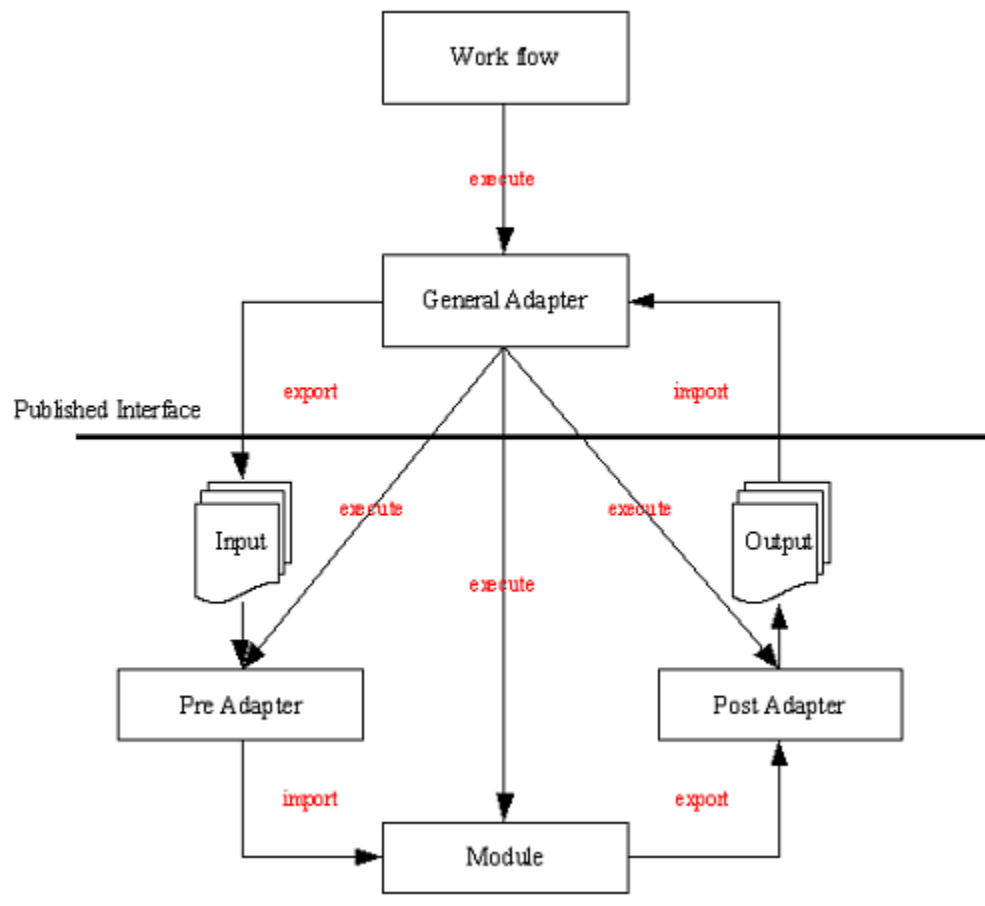 Work flow
execute
General Adapter
export
import
Published Interface
execute
execute
Input
Output
execute
Pre Adapter
Post Adapter
import
export
Module